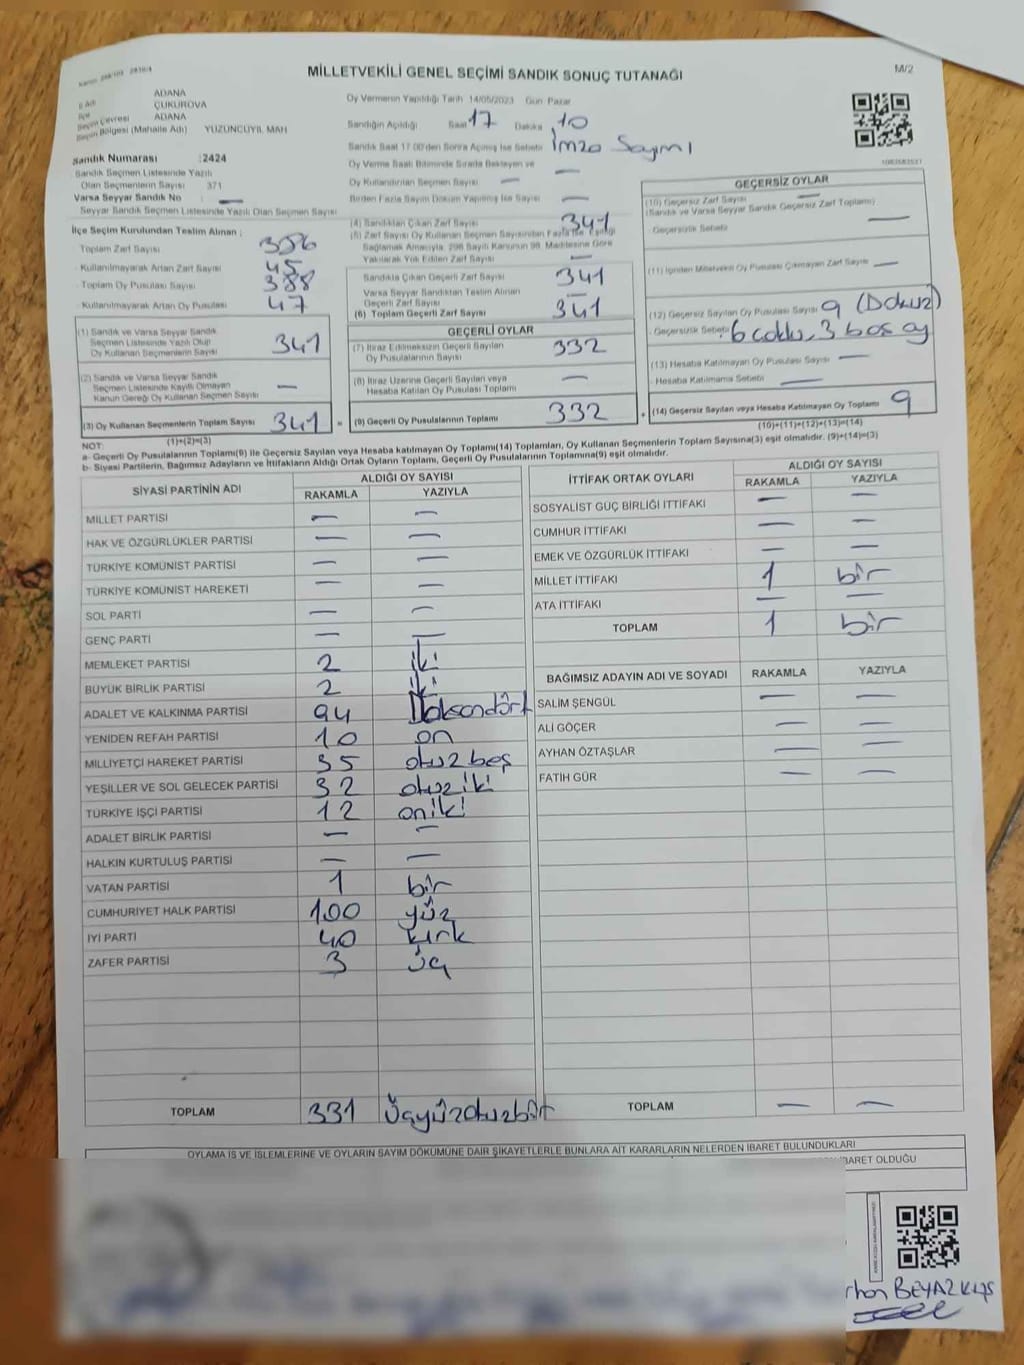 MİLLETVEKİLİ GENEL SEÇİMİ SANDIK SONUÇ TUTANAĞI
M/2
İl Adı ADANA
İlçe ÇUKUROVA
Seçim Çevresi ADANA
Seçim Bölgesi (Mahalle Adı) YÜZÜNCÜYIL MAH
Sandık Numarası :2424
Sandık Seçmen Listesinde Yazılı
Olan Seçmenlerin Sayısı 371
Varsa Seyyar Sandık No —
Seyyar Sandık Seçmen Listesinde Yazılı Olan Seçmen Sayısı
İlçe Seçim Kurulundan Teslim Alınan :
Toplam Zarf Sayısı
Kullanılmayarak Artan Zarf Sayısı 45
Toplam Oy Pusulası Sayısı 388
Kullanılmayarak Artan Oy Pusulası 47
(1) Sandık ve Varsa Seyyar Sandık
Seçmen Listesinde Yazılı Olup
Oy Kullanan Seçmenlerin Sayısı 341
(2) Sandık ve Varsa Seyyar Sandık
Seçmen Listesinde Kayıtlı Olmayan
Kanun Gereği Oy Kullanan Seçmen Sayısı —
(3) Oy Kullanan Seçmenlerin Toplam Sayısı 341 =
(1)+(2)=(3)
Oy Vermenin Yapıldığı Tarih 14/05/2023 Gün Pazar
Sandığın Açıldığı Saat 17 Dakika 10
Sandık Saat 17.00'den Sonra Açılmış İse Sebebi İmza Sayımı
Oy Verme Saati Bitiminde Sırada Bekleyen ve
Oy Kullandırılan Seçmen Sayısı — —
Birden Fazla Sayım Döküm Yapılmış İse Sayısı —
(4) Sandıktan Çıkan Zarf Sayısı 341
(5) Zarf Sayısı Oy Kullanan Seçmen Sayısından Fazla İse, Eşitliği
Sağlamak Amacıyla, 298 Sayılı Kanunun 98. Maddesine Göre
Yakılarak Yok Edilen Zarf Sayısı —
Sandıkta Çıkan Geçerli Zarf Sayısı 341
Varsa Seyyar Sandıktan Teslim Alınan
Geçerli Zarf Sayısı —
(6) Toplam Geçerli Zarf Sayısı 341
GEÇERLİ OYLAR
(7) İtiraz Edilmeksizin Geçerli Sayılan
Oy Pusulalarının Sayısı 332
(8) İtiraz Üzerine Geçerli Sayılan veya
Hesaba Katılan Oy Pusulaları Toplamı —
(9) Geçerli Oy Pusulalarının Toplamı 332 +
GEÇERSİZ OYLAR
(10) Geçersiz Zarf Sayısı —
(Sandık ve Varsa Seyyar Sandık Geçersiz Zarf Toplamı)
Geçersizlik Sebebi —
(11) İçinden Milletvekili Oy Pusulası Çıkmayan Zarf Sayısı —
(12) Geçersiz Sayılan Oy Pusulası Sayısı 9 (Dokuz)
Geçersizlik Sebebi 6 çoklu, 3 boş oy
(13) Hesaba Katılmayan Oy Pusulası Sayısı —
Hesaba Katılmama Sebebi —
(14) Geçersiz Sayılan veya Hesaba Katılmayan Oy Toplamı 9
(10)+(11)+(12)+(13)=(14)
NOT:
a- Geçerli Oy Pusulalarının Toplamı(9) ile Geçersiz Sayılan veya Hesaba katılmayan Oy Toplamı(14) Toplamları, Oy Kullanan Seçmenlerin Toplam Sayısına(3) eşit olmalıdır. (9)+(14)=(3)
b- Siyasi Partilerin, Bağımsız Adayların ve İttifakların Aldığı Ortak Oyların Toplamı, Geçerli Oy Pusulalarının Toplamına(9) eşit olmalıdır.
SİYASİ PARTİNİN ADI ALDIĞI OY SAYISI
RAKAMLA YAZIYLA
MİLLET PARTİSİ — —
HAK VE ÖZGÜRLÜKLER PARTİSİ — —
TÜRKİYE KOMÜNİST PARTİSİ — —
TÜRKİYE KOMÜNİST HAREKETİ — —
SOL PARTİ — —
GENÇ PARTİ — —
MEMLEKET PARTİSİ 2 iki
BÜYÜK BİRLİK PARTİSİ 2 iki
ADALET VE KALKINMA PARTİSİ 94 Doksandört
YENİDEN REFAH PARTİSİ 10 on
MİLLİYETÇİ HAREKET PARTİSİ 35 otuz beş
YEŞİLLER VE SOL GELECEK PARTİSİ 32 otuziki
TÜRKİYE İŞÇİ PARTİSİ 12 oniki
ADALET BİRLİK PARTİSİ — —
HALKIN KURTULUŞ PARTİSİ — —
VATAN PARTİSİ 1 bir
CUMHURİYET HALK PARTİSİ 100 yüz
İYİ PARTİ 40 kırk
ZAFER PARTİSİ 3 üç
TOPLAM 331 Üçyüzotuzbir
İTTİFAK ORTAK OYLARI ALDIĞI OY SAYISI
RAKAMLA YAZIYLA
SOSYALİST GÜÇ BİRLİĞİ İTTİFAKI — —
CUMHUR İTTİFAKI — —
EMEK VE ÖZGÜRLÜK İTTİFAKI — —
MİLLET İTTİFAKI 1 bir
ATA İTTİFAKI — —
TOPLAM 1 bir
BAĞIMSIZ ADAYIN ADI VE SOYADI RAKAMLA YAZIYLA
SALİM ŞENGÜL — —
ALİ GÖÇER — —
AYHAN ÖZTAŞLAR — —
FATİH GÜR — —
TOPLAM — —
OYLAMA İŞ VE İŞLEMLERİNE VE OYLARIN SAYIM DÖKÜMÜNE DAİR ŞİKAYETLERLE BUNLARA AİT KARARLARIN NELERDEN İBARET BULUNDUKLARI
İBARET OLDUĞU